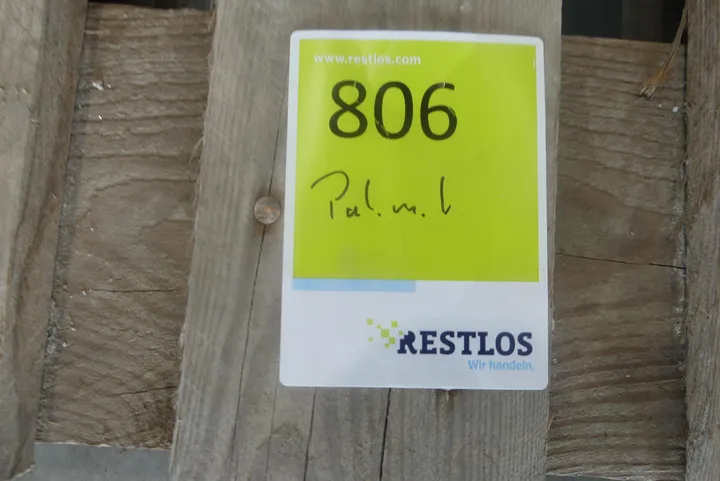 www.restlos.com
806
Pal. m. L
RESTLOS
Wir handeln.